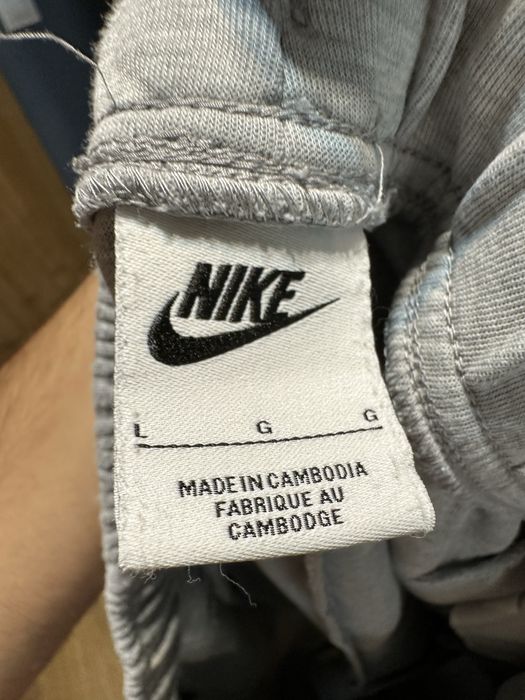 NIKE
L G G
MADE IN CAMBODIA
FABRIQUE AU
CAMBODGE